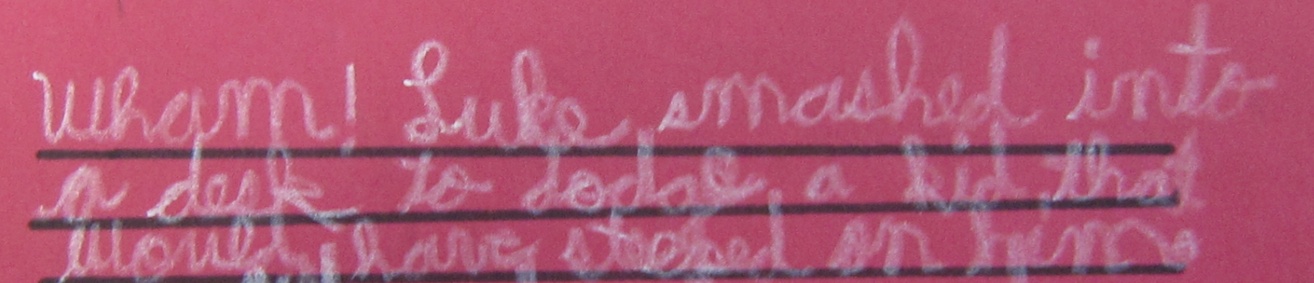 Wham! Luke smashed into
a desk to dodge a kid that
would have stepped on him.